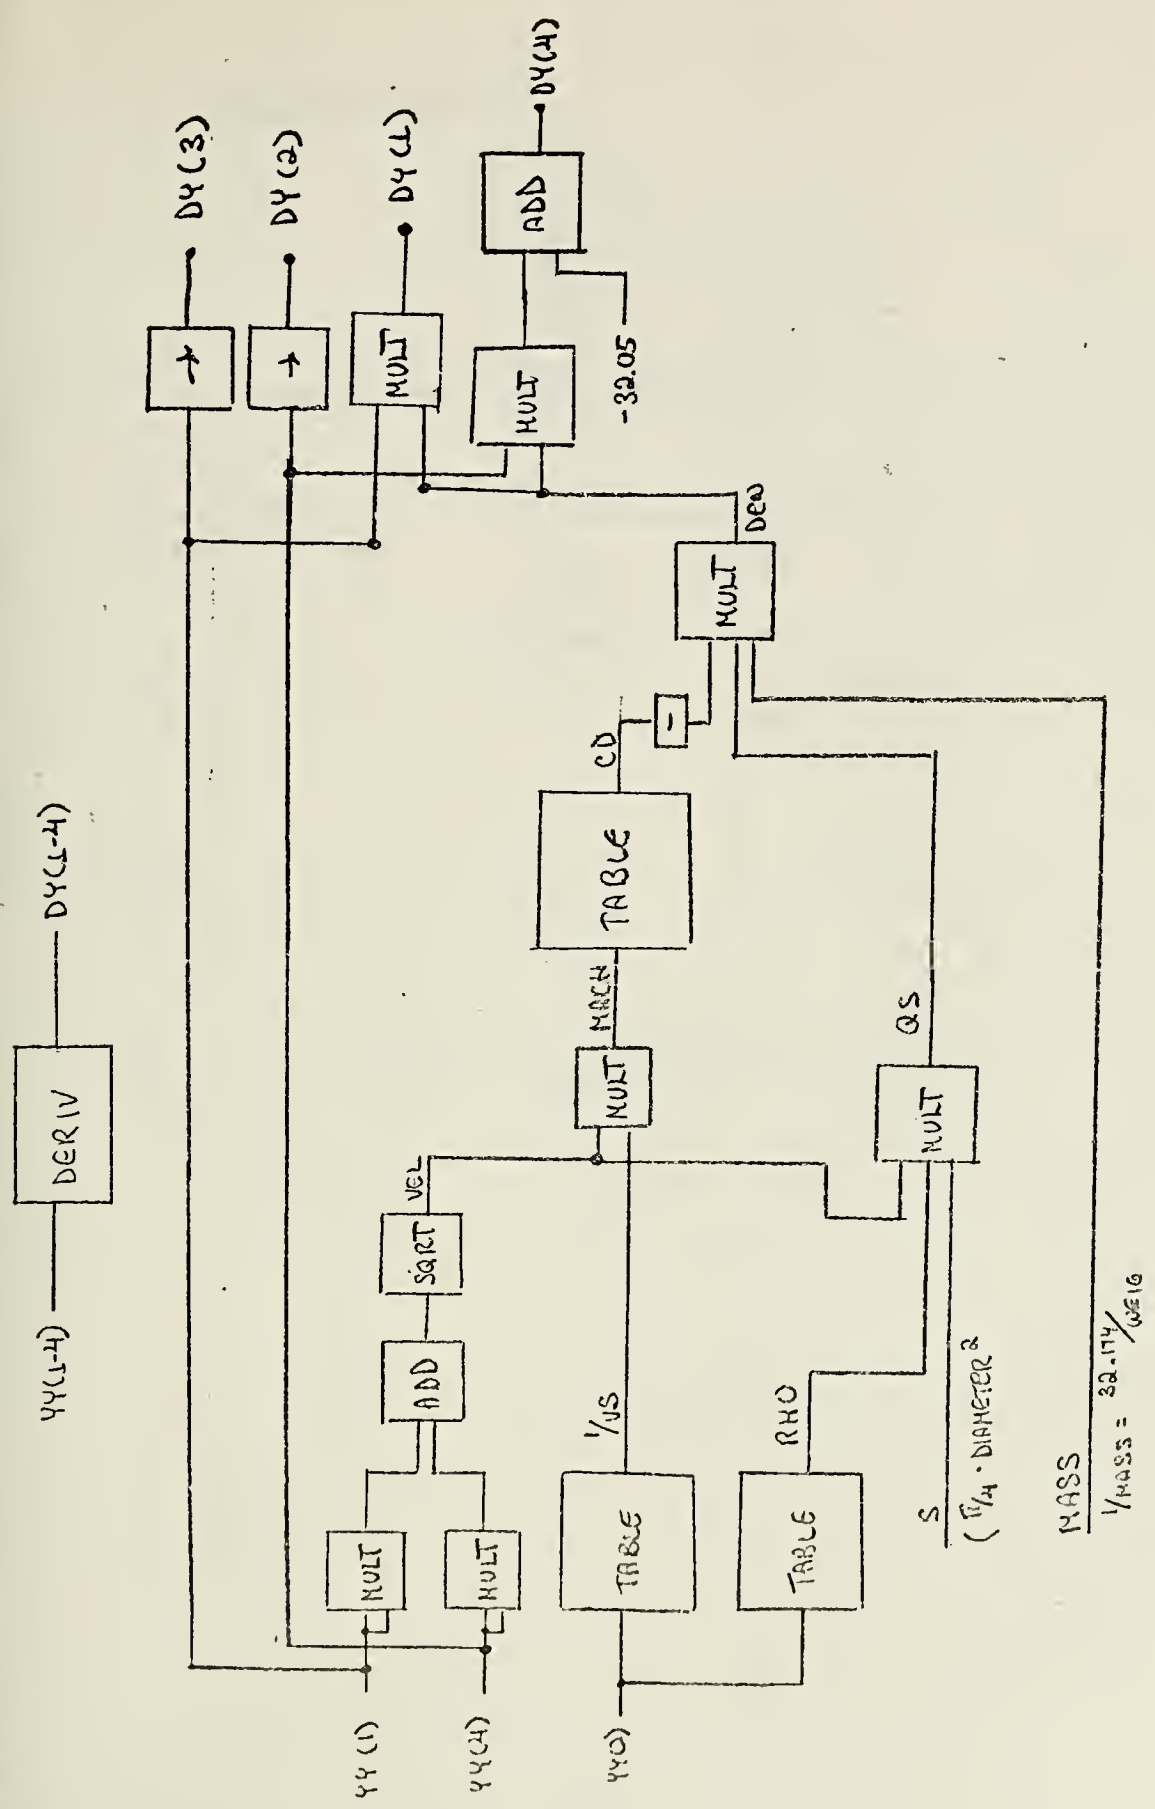 YY(1-4)
DERIV
DY(1-4)
YY(1)
YY(4)
YY(2)
MULT
MULT
ADD
SQRT
VEL
TABLE
1/VS
TABLE
RHO
S
(π/4 · DIAMETER²
MASS
1/MASS = 32.174/WEIG
MULT
MACH
TABLE
CD
-
MULT
QS
MULT
DEN
→
DY(3)
→
DY(2)
MULT
DY(1)
MULT
-32.05
ADD
DY(4)